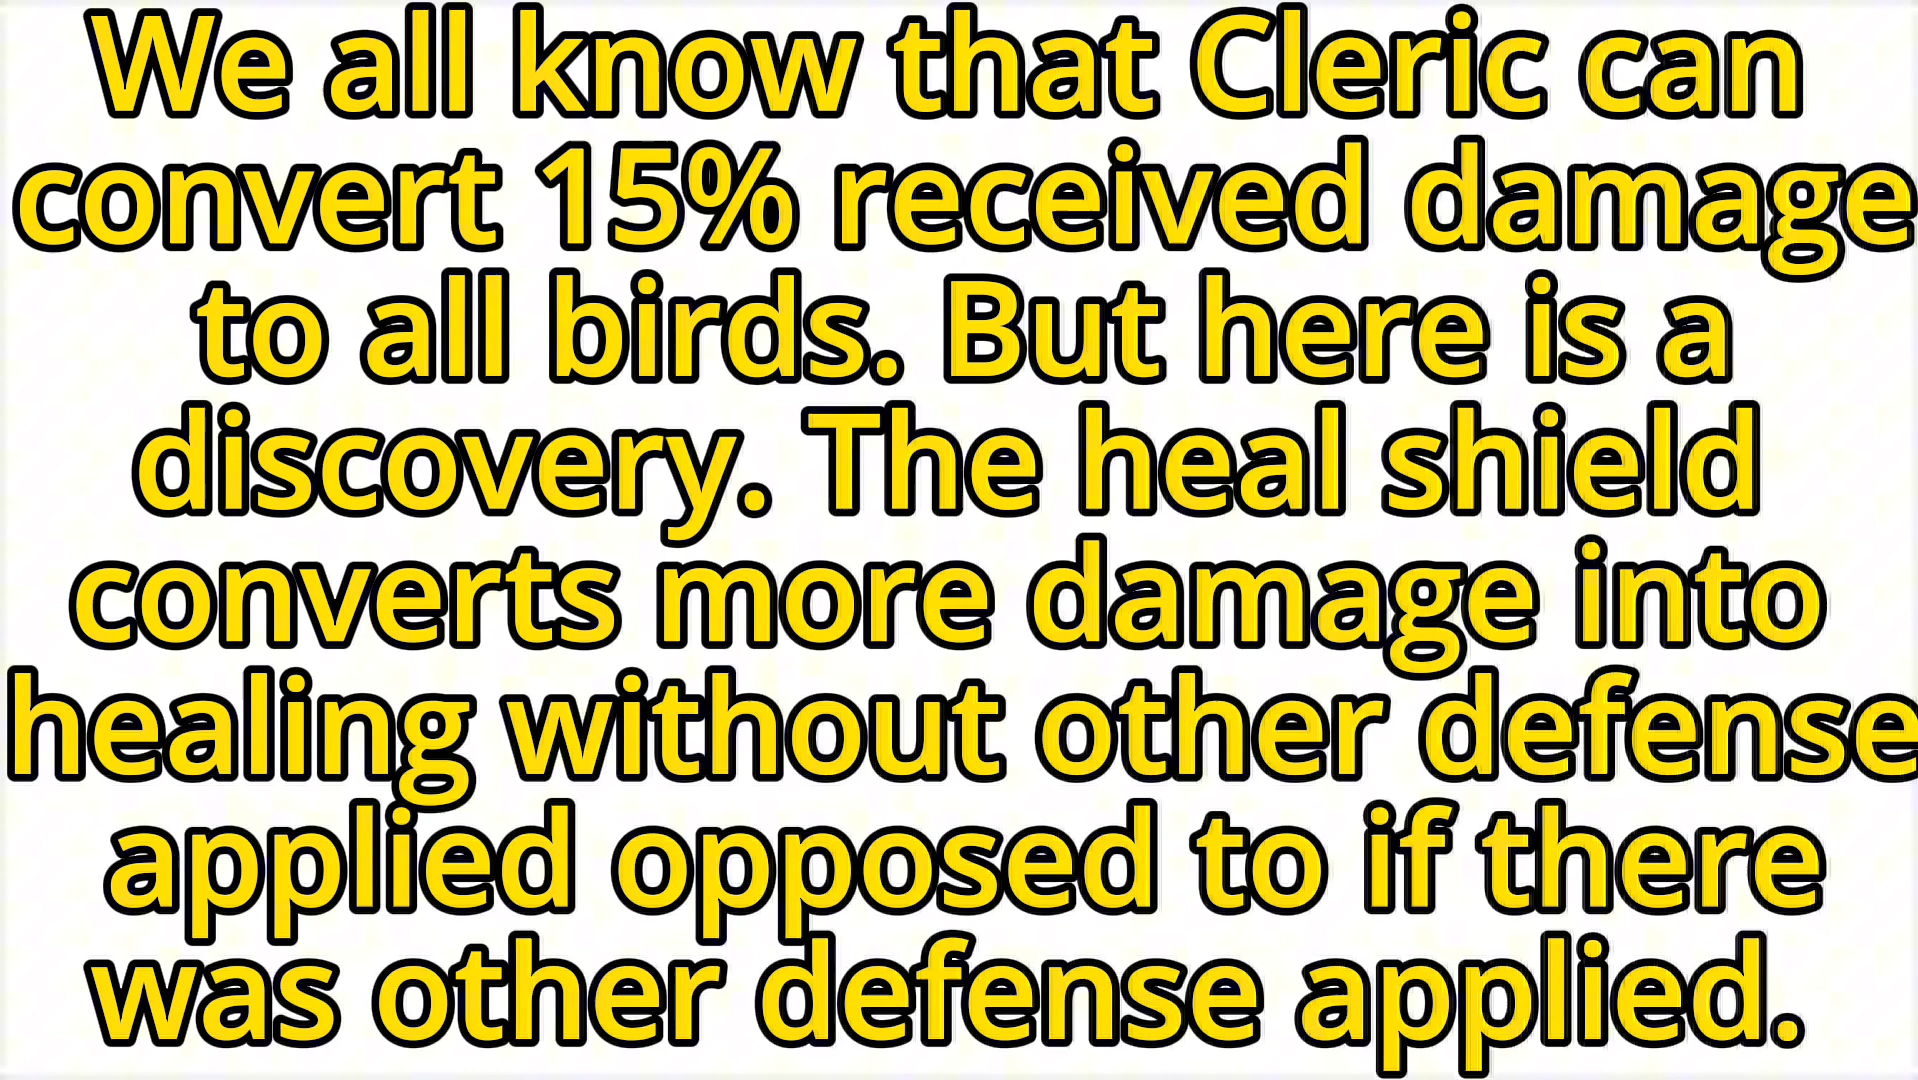 We all know that Cleric can
convert 15% received damage
to all birds. But here is a
discovery. The heal shield
converts more damage into
healing without other defense
applied opposed to if there
was other defense applied.